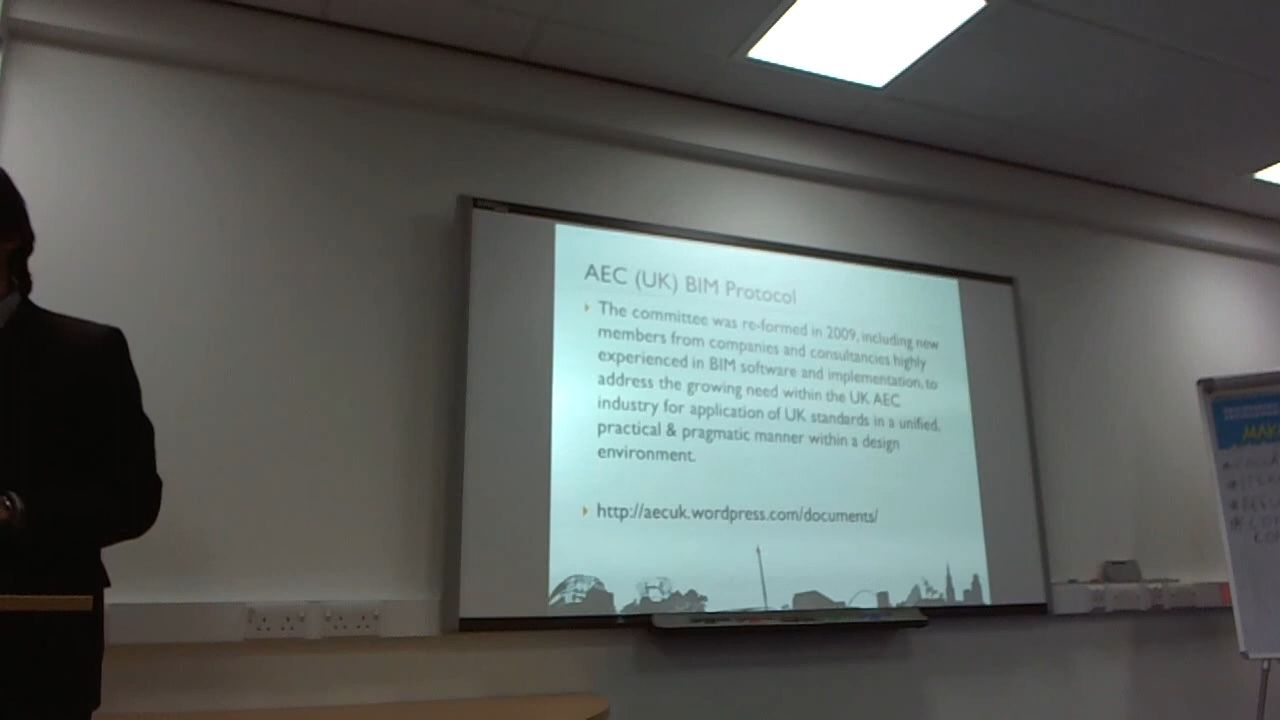 AEC (UK) BIM Protocol
The committee was re-formed in 2009, including new
members from companies and consultancies highly
experienced in BIM software and implementation, to
address the growing need within the UK AEC
industry for application of UK standards in a unified,
practical & pragmatic manner within a design
environment.
http://aecuk.wordpress.com/documents/